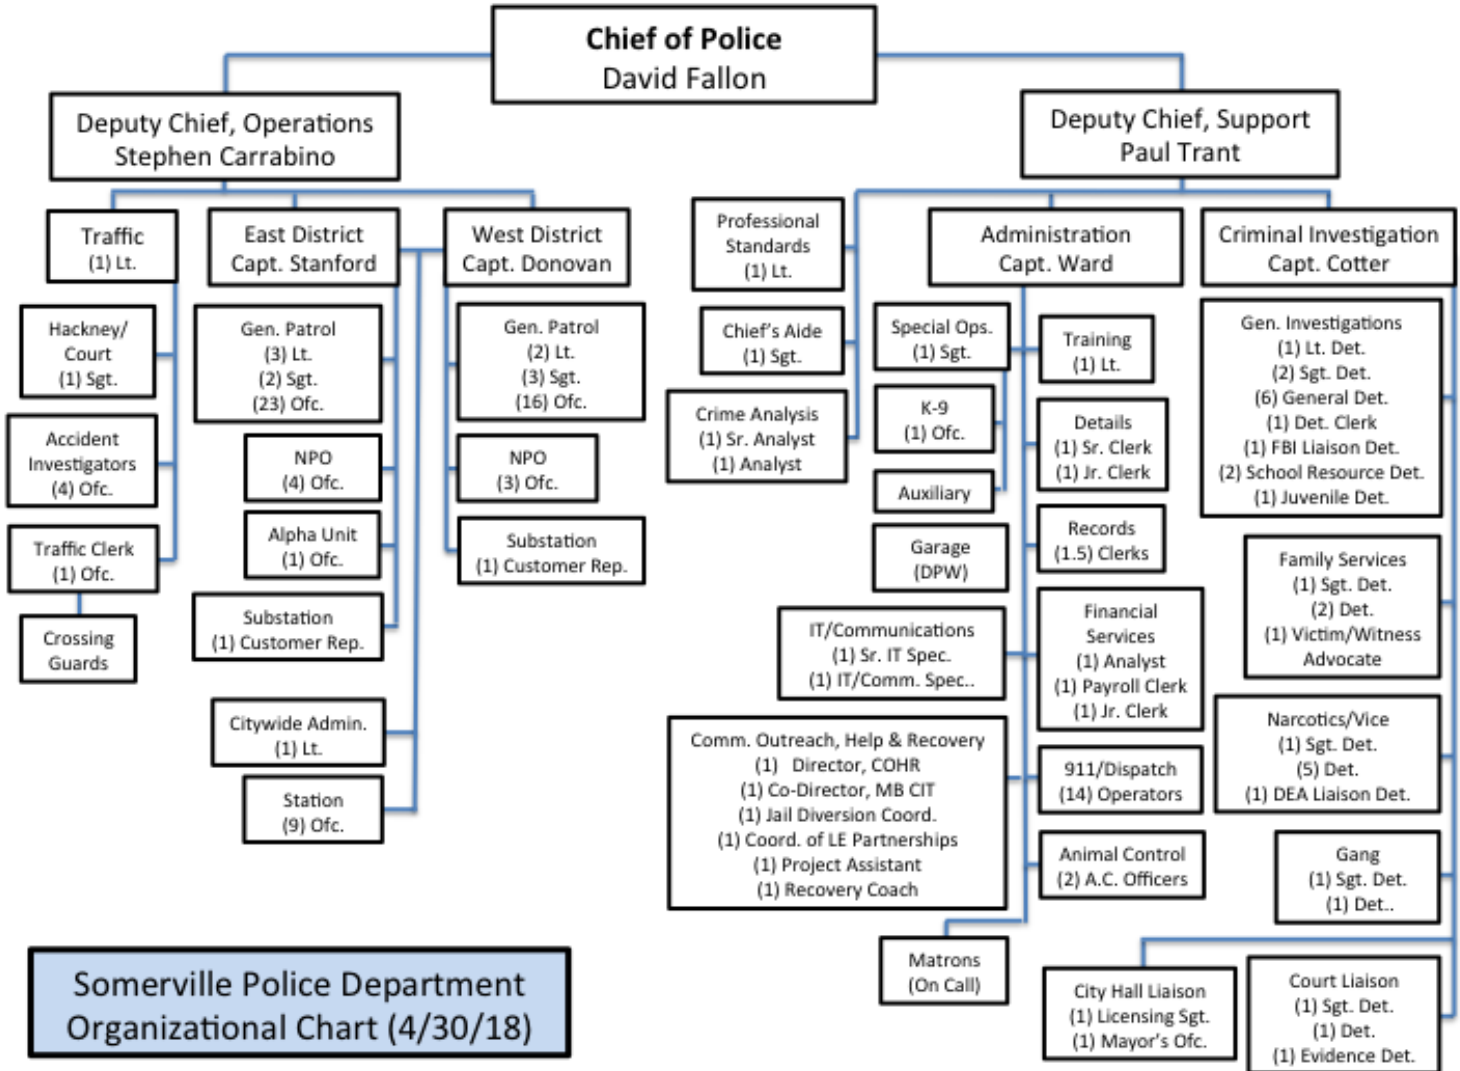 Chief of Police
David Fallon
Deputy Chief, Operations
Stephen Carrabino
Deputy Chief, Support
Paul Trant
Traffic
(1) Lt.
East District
Capt. Stanford
West District
Capt. Donovan
Hackney/
Court
(1) Sgt.
Accident
Investigators
(4) Ofc.
Traffic Clerk
(1) Ofc.
Crossing
Guards
Gen. Patrol
(3) Lt.
(2) Sgt.
(23) Ofc.
NPO
(4) Ofc.
Alpha Unit
(1) Ofc.
Substation
(1) Customer Rep.
Gen. Patrol
(2) Lt.
(3) Sgt.
(16) Ofc.
NPO
(3) Ofc.
Substation
(1) Customer Rep.
Citywide Admin.
(1) Lt.
Station
(9) Ofc.
Professional
Standards
(1) Lt.
Chief's Aide
(1) Sgt.
Crime Analysis
(1) Sr. Analyst
(1) Analyst
Administration
Capt. Ward
Special Ops.
(1) Sgt.
K-9
(1) Ofc.
Auxiliary
Garage
(DPW)
IT/Communications
(1) Sr. IT Spec.
(1) IT/Comm. Spec..
Comm. Outreach, Help & Recovery
(1) Director, COHR
(1) Co-Director, MB CIT
(1) Jail Diversion Coord.
(1) Coord. of LE Partnerships
(1) Project Assistant
(1) Recovery Coach
Matrons
(On Call)
Training
(1) Lt.
Details
(1) Sr. Clerk
(1) Jr. Clerk
Records
(1.5) Clerks
Financial
Services
(1) Analyst
(1) Payroll Clerk
(1) Jr. Clerk
911/Dispatch
(14) Operators
Animal Control
(2) A.C. Officers
Criminal Investigation
Capt. Cotter
Gen. Investigations
(1) Lt. Det.
(2) Sgt. Det.
(6) General Det.
(1) Det. Clerk
(1) FBI Liaison Det.
(2) School Resource Det.
(1) Juvenile Det.
Family Services
(1) Sgt. Det.
(2) Det.
(1) Victim/Witness
Advocate
Narcotics/Vice
(1) Sgt. Det.
(5) Det.
(1) DEA Liaison Det.
Gang
(1) Sgt. Det.
(1) Det..
City Hall Liaison
(1) Licensing Sgt.
(1) Mayor's Ofc.
Court Liaison
(1) Sgt. Det.
(1) Det.
(1) Evidence Det.
Somerville Police Department
Organizational Chart (4/30/18)